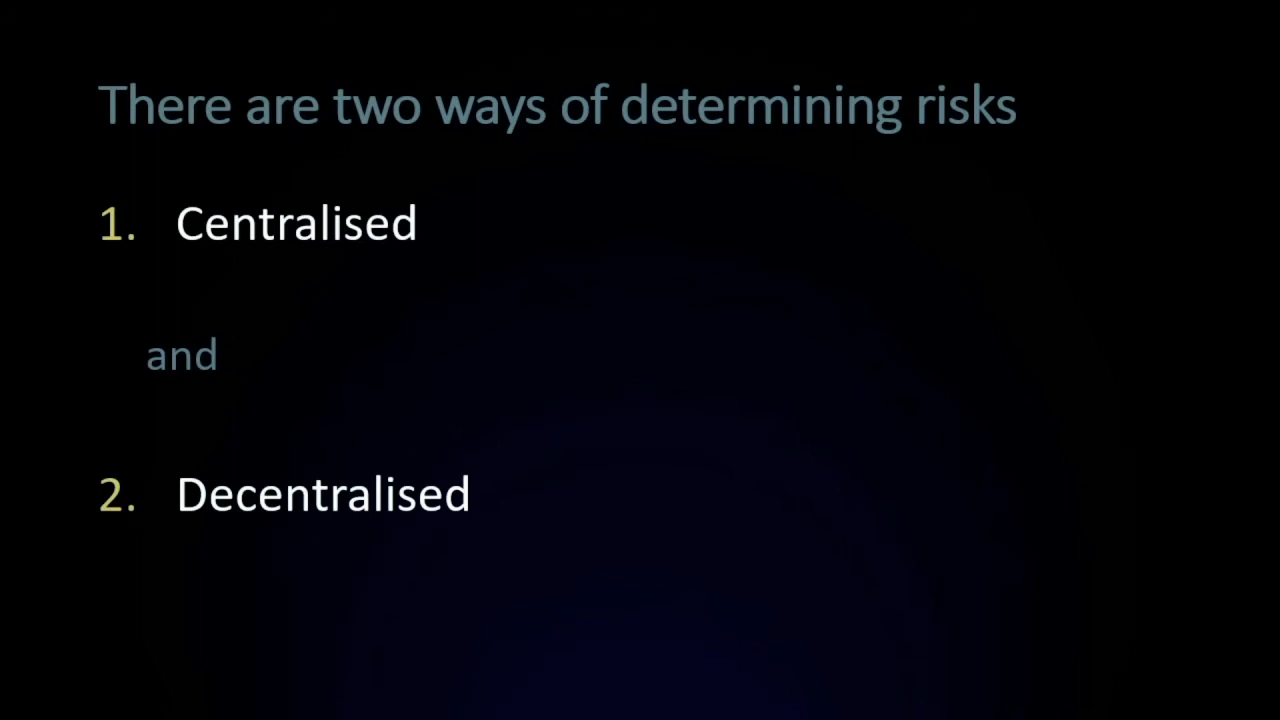 There are two ways of determining risks
1. Centralised
and
2. Decentralised